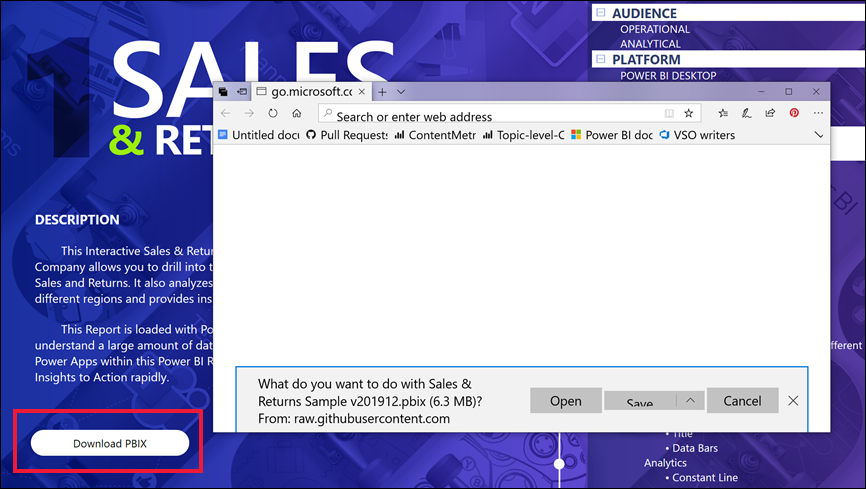 AUDIENCE
OPERATIONAL
ANALYTICAL
PLATFORM
POWER BI DESKTOP
1
SALES
& RET
go.microsoft.co
Search or enter web address
Untitled docu
Pull Requests
ContentMetr
Topic-level-C
Power BI doc
VSO writers
DESCRIPTION
This Interactive Sales & Retur
Company allows you to drill into t
Sales and Returns. It also analyzes
different regions and provides ins
This Report is loaded with Po
understand a large amount of dat
Power Apps within this Power BI R
Insights to Action rapidly.
Download PBIX
What do you want to do with Sales &
Returns Sample v201912.pbix (6.3 MB)?
From: raw.githubusercontent.com
Open
Save
Cancel
ifferent
• Title
• Data Bars
Analytics
• Constant Line